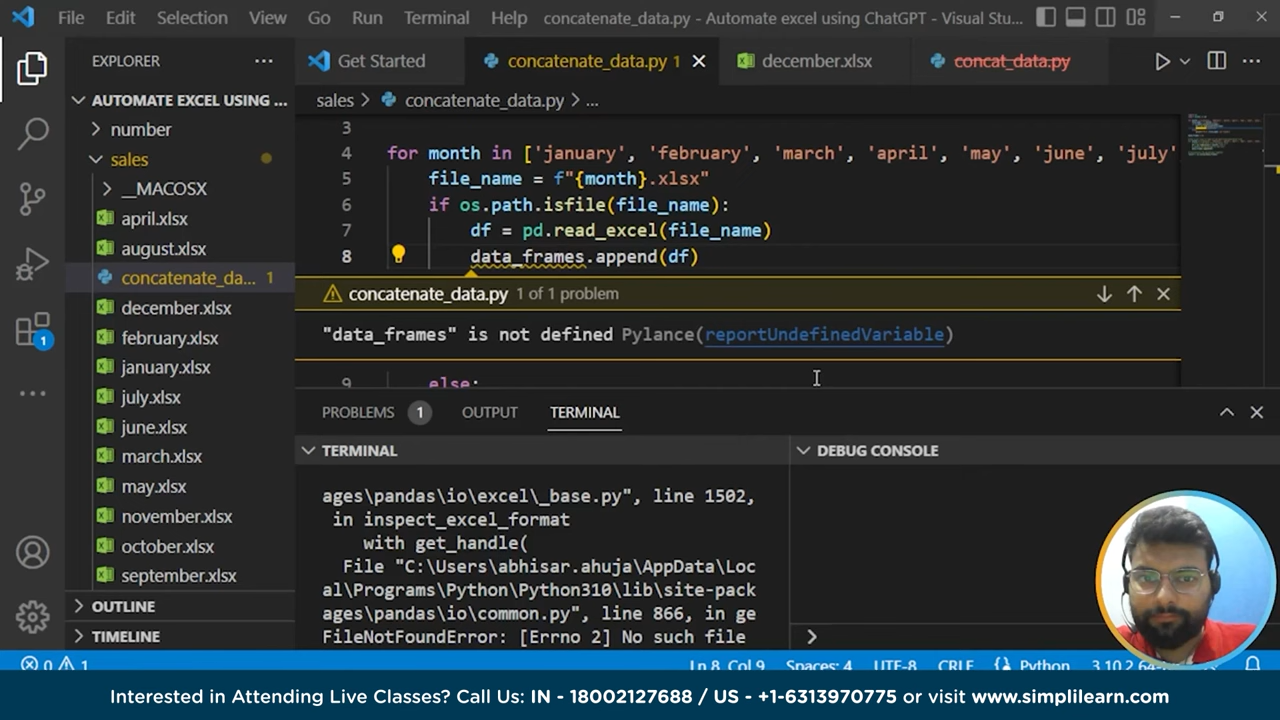 File Edit Selection View Go Run Terminal Help concatenate_data.py - Automate excel using ChatGPT - Visual Stu...
EXPLORER ...
AUTOMATE EXCEL USING ...
number
sales
__MACOSX
april.xlsx
august.xlsx
concatenate_da... 1
december.xlsx
february.xlsx
january.xlsx
july.xlsx
june.xlsx
march.xlsx
may.xlsx
november.xlsx
october.xlsx
september.xlsx
OUTLINE
TIMELINE
1
Get Started concatenate_data.py 1 december.xlsx concat_data.py
sales > concatenate_data.py > ...
3
4 for month in ['january', 'february', 'march', 'april', 'may', 'june', 'july'
5 file_name = f"{month}.xlsx"
6 if os.path.isfile(file_name):
7 df = pd.read_excel(file_name)
8 data_frames.append(df)
concatenate_data.py 1 of 1 problem
"data_frames" is not defined Pylance(reportUndefinedVariable)
9 else:
PROBLEMS 1 OUTPUT TERMINAL
TERMINAL
ages\pandas\io\excel\_base.py", line 1502,
in inspect_excel_format
with get_handle(
File "C:\Users\abhisar.ahuja\AppData\Loc
al\Programs\Python\Python310\lib\site-pack
ages\pandas\io\common.py", line 866, in ge
FileNotFoundError: [Errno 2] No such file
DEBUG CONSOLE
0 1 Ln 8, Col 9 Spaces: 4 UTF-8 CRLF Python
Interested in Attending Live Classes? Call Us: IN - 18002127688 / US - +1-6313970775 or visit www.simplilearn.com